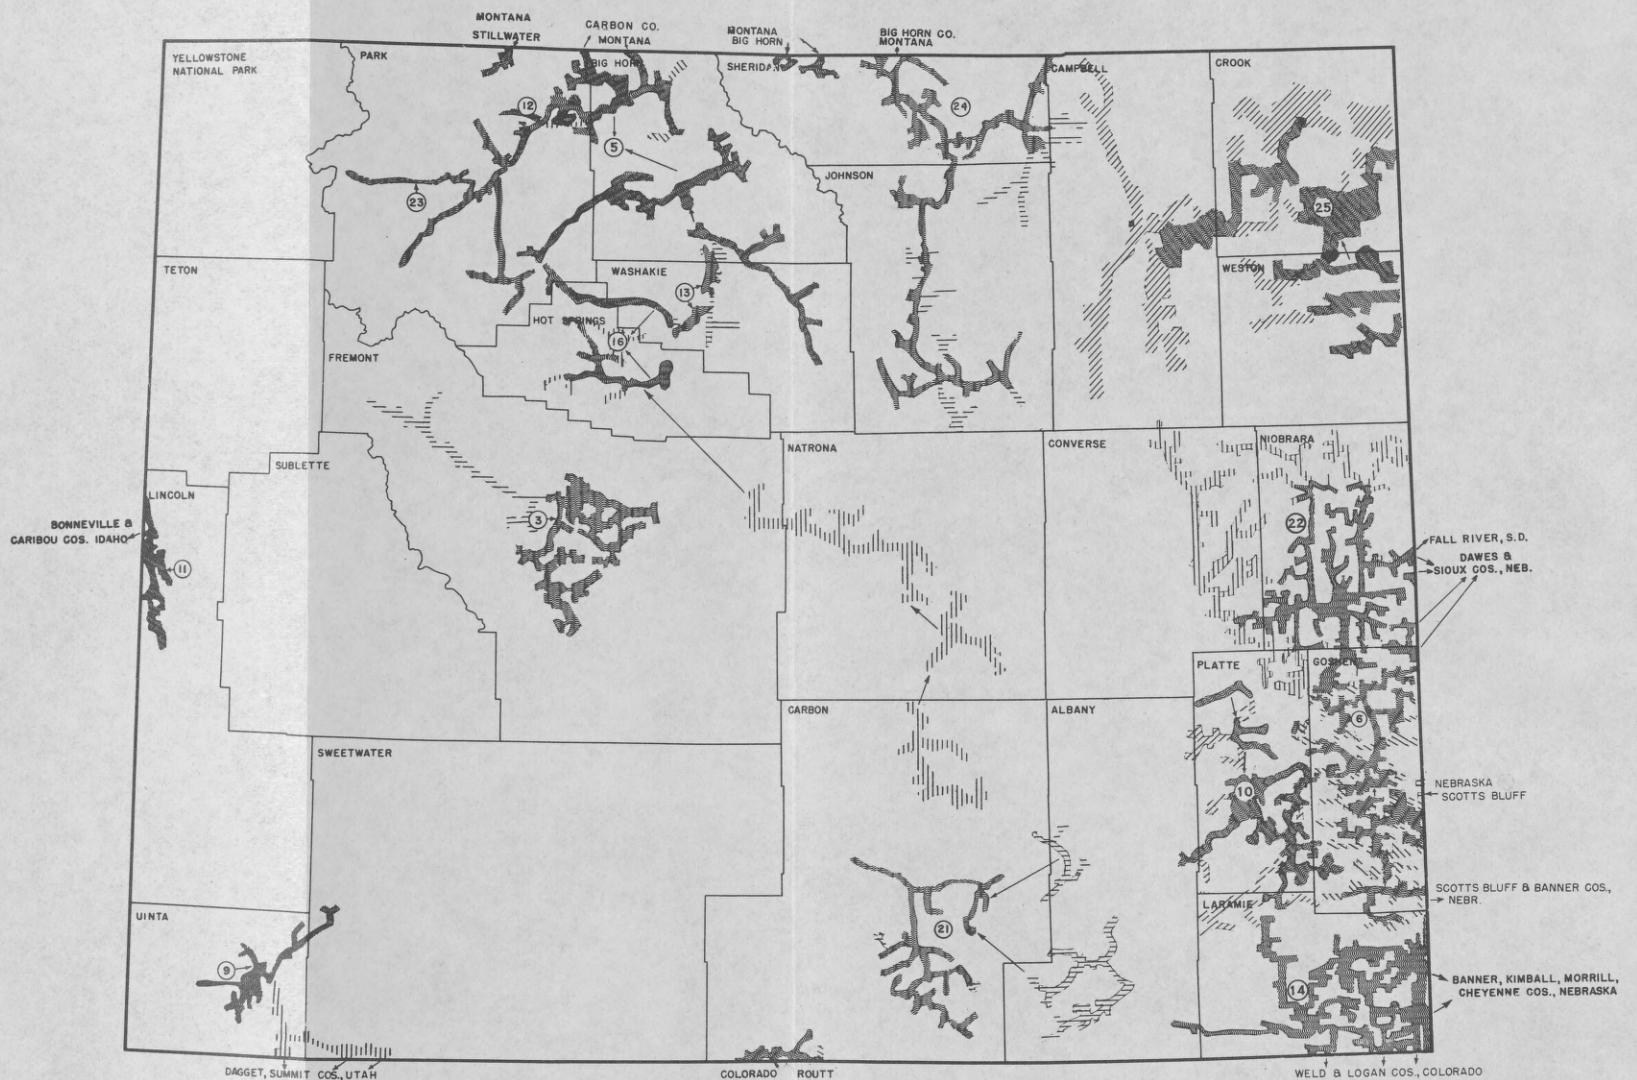 MONTANA
STILLWATER
CARBON CO.
MONTANA
MONTANA
BIG HORN
BIG HORN CO.
MONTANA
YELLOWSTONE
NATIONAL PARK
PARK
BIG HORN
SHERIDAN
CAMPBELL
CROOK
12
24
5
JOHNSON
23
25
TETON
WASHAKIE
WESTON
13
HOT SPRINGS
16
FREMONT
SUBLETTE
NATRONA
CONVERSE
NIOBRARA
LINCOLN
BONNEVILLE &
CARIBOU COS. IDAHO
3
22
11
FALL RIVER, S.D.
DAWES &
SIOUX COS., NEB.
PLATTE
GOSHEN
CARBON
ALBANY
6
SWEETWATER
10
NEBRASKA
SCOTTS BLUFF
SCOTTS BLUFF & BANNER COS.,
NEBR.
LARAMIE
UINTA
21
9
14
BANNER, KIMBALL, MORRILL,
CHEYENNE COS., NEBRASKA
DAGGET, SUMMIT COS., UTAH
COLORADO ROUTT
WELD & LOGAN COS., COLORADO